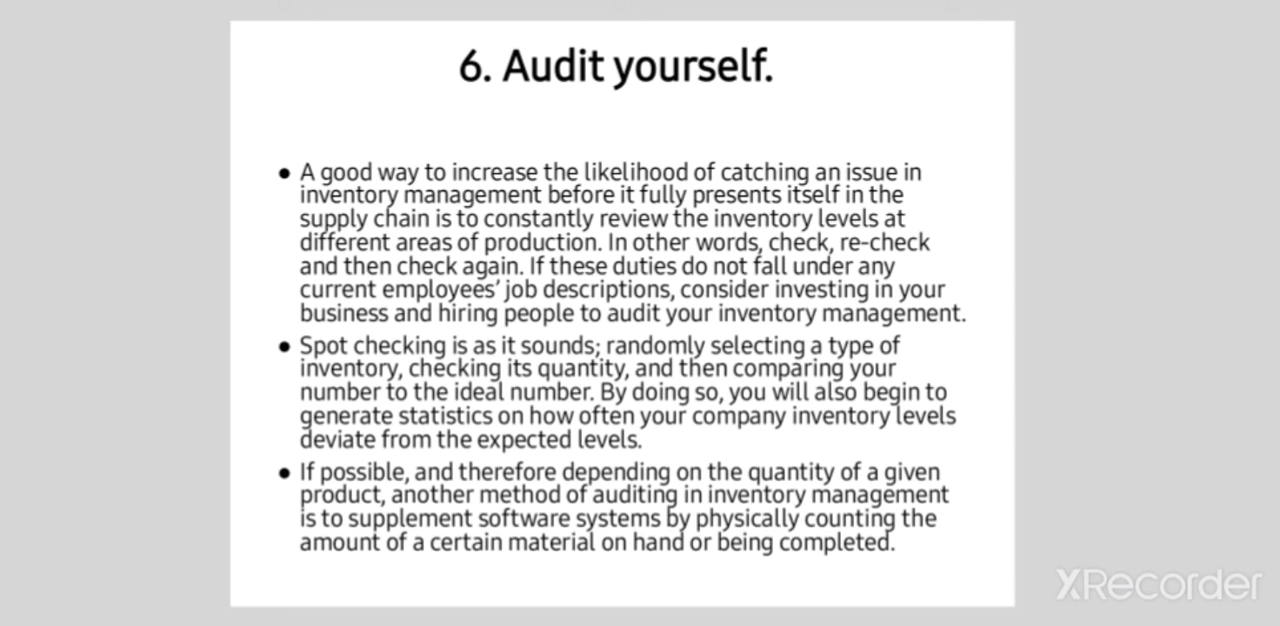 6. Audit yourself.
● A good way to increase the likelihood of catching an issue in
inventory management before it fully presents itself in the
supply chain is to constantly review the inventory levels at
different areas of production. In other words, check, re-check
and then check again. If these duties do not fall under any
current employees’ job descriptions, consider investing in your
business and hiring people to audit your inventory management.
● Spot checking is as it sounds; randomly selecting a type of
inventory, checking its quantity, and then comparing your
number to the ideal number. By doing so, you will also begin to
generate statistics on how often your company inventory levels
deviate from the expected levels.
● If possible, and therefore depending on the quantity of a given
product, another method of auditing in inventory management
is to supplement software systems by physically counting the
amount of a certain material on hand or being completed.
XRecorder